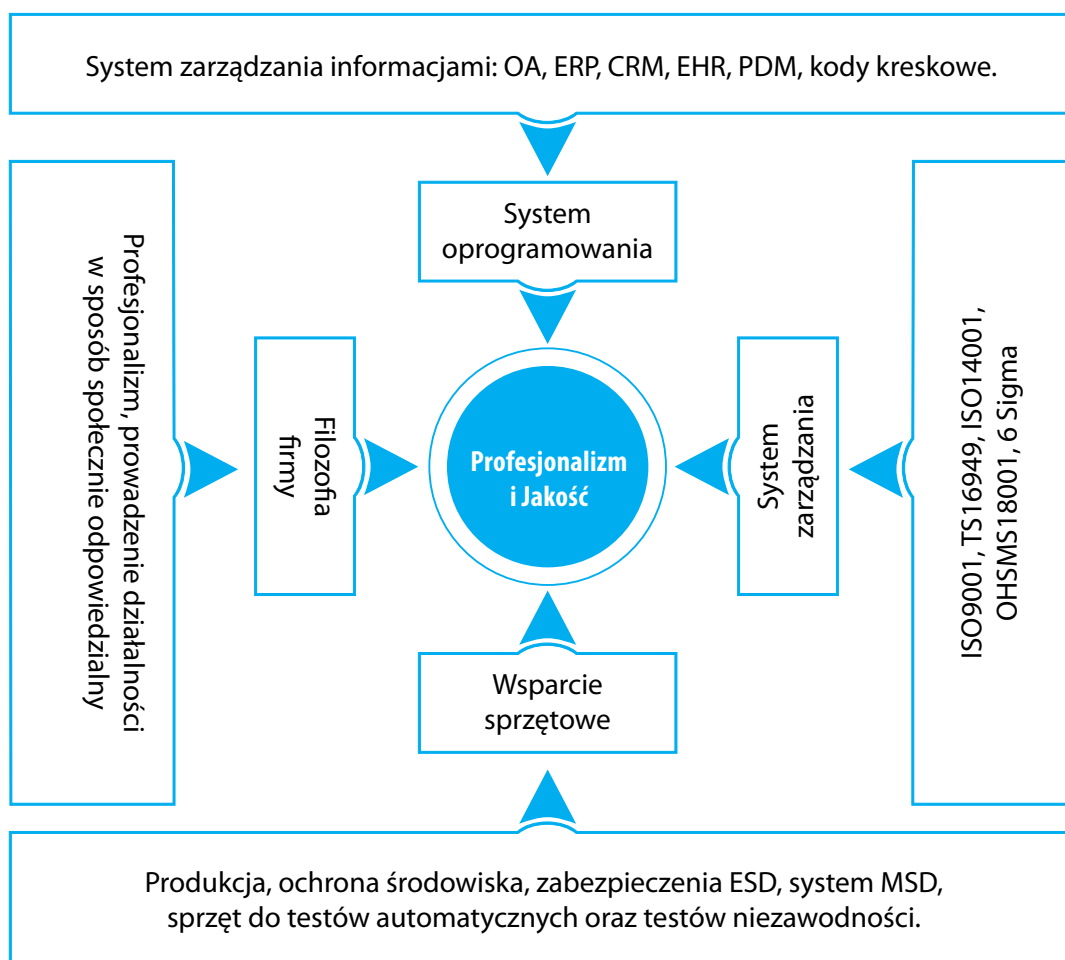 System zarządzania informacjami: OA, ERP, CRM, EHR, PDM, kody kreskowe.
System
oprogramowania
Profesjonalizm, prowadzenie działalności
w sposób społecznie odpowiedzialny
Filozofia
firmy
Profesjonalizm
i Jakość
System
zarządzania
ISO9001, TS16949, ISO14001,
OHSMS18001, 6 Sigma
Wsparcie
sprzętowe
Produkcja, ochrona środowiska, zabezpieczenia ESD, system MSD,
sprzęt do testów automatycznych oraz testów niezawodności.